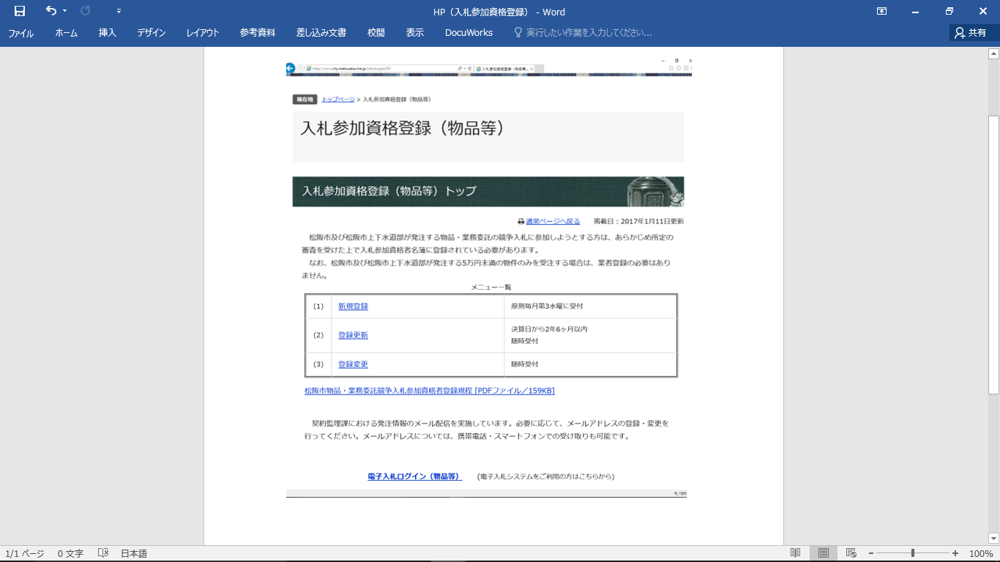 HP（入札参加資格登録） - Word
ファイル ホーム 挿入 デザイン レイアウト 参考資料 差し込み文書 校閲 表示 DocuWorks 実行したい作業を入力してください... 共有
入札参加資格登録（物品等...
現在地 トップページ > 入札参加資格登録（物品等）
入札参加資格登録（物品等）
入札参加資格登録（物品等）トップ
通常ページへ戻る 掲載日：2017年1月11日更新
松阪市及び松阪市上下水道部が発注する物品・業務委託の競争入札に参加しようとする方は、あらかじめ所定の
審査を受けた上で入札参加資格者名簿に登録されている必要があります。
なお、松阪市及び松阪市上下水道部が発注する5万円未満の物件のみを受注する場合は、業者登録の必要はあり
ません。
メニュー一覧
(1) 新規登録 原則毎月第3水曜に受付
(2) 登録更新 決算日から2年6ヶ月以内
随時受付
(3) 登録変更 随時受付
松阪市物品・業務委託競争入札参加資格者登録規程 [PDFファイル／159KB]
契約監理課における発注情報のメール配信を実施しています。必要に応じて、メールアドレスの登録・変更を
行ってください。メールアドレスについては、携帯電話・スマートフォンでの受け取りも可能です。
電子入札ログイン（物品等） (電子入札システムをご利用の方はこちらから)
150%
1/1 ページ 0 文字 日本語 100%